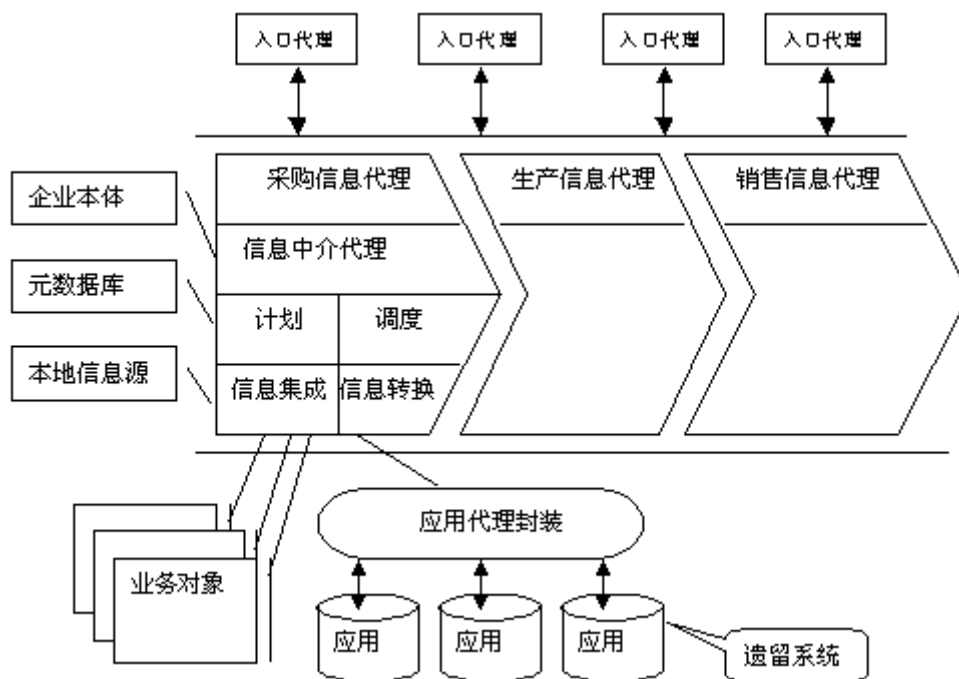 入口代理
入口代理
入口代理
入口代理
采购信息代理
生产信息代理
销售信息代理
企业本体
信息中介代理
元数据库
计划
调度
本地信息源
信息集成
信息转换
应用代理封装
业务对象
应用
应用
应用
遗留系统